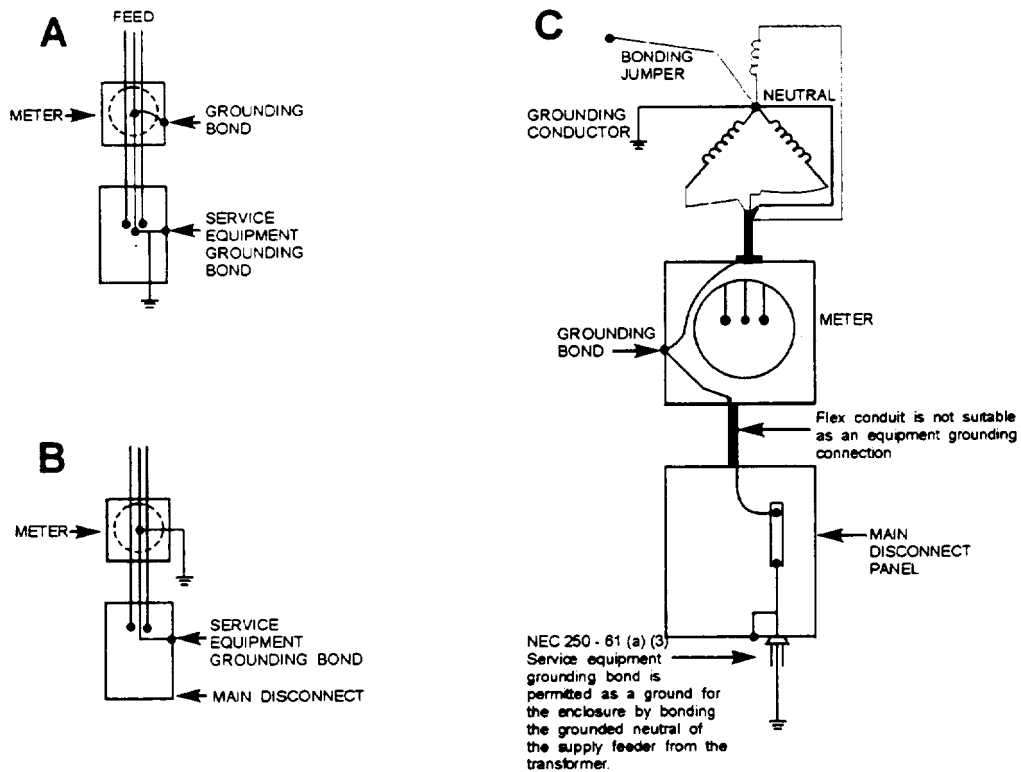 A
FEED
METER
GROUNDING
BOND
SERVICE
EQUIPMENT
GROUNDING
BOND
B
METER
SERVICE
EQUIPMENT
GROUNDING BOND
MAIN DISCONNECT
C
BONDING
JUMPER
NEUTRAL
GROUNDING
CONDUCTOR
METER
GROUNDING
BOND
Flex conduit is not suitable
as an equipment grounding
connection
MAIN
DISCONNECT
PANEL
NEC 250 - 61 (a) (3)
Service equipment
grounding bond is
permitted as a ground for
the enclosure by bonding
the grounded neutral of
the supply feeder from the
transformer.